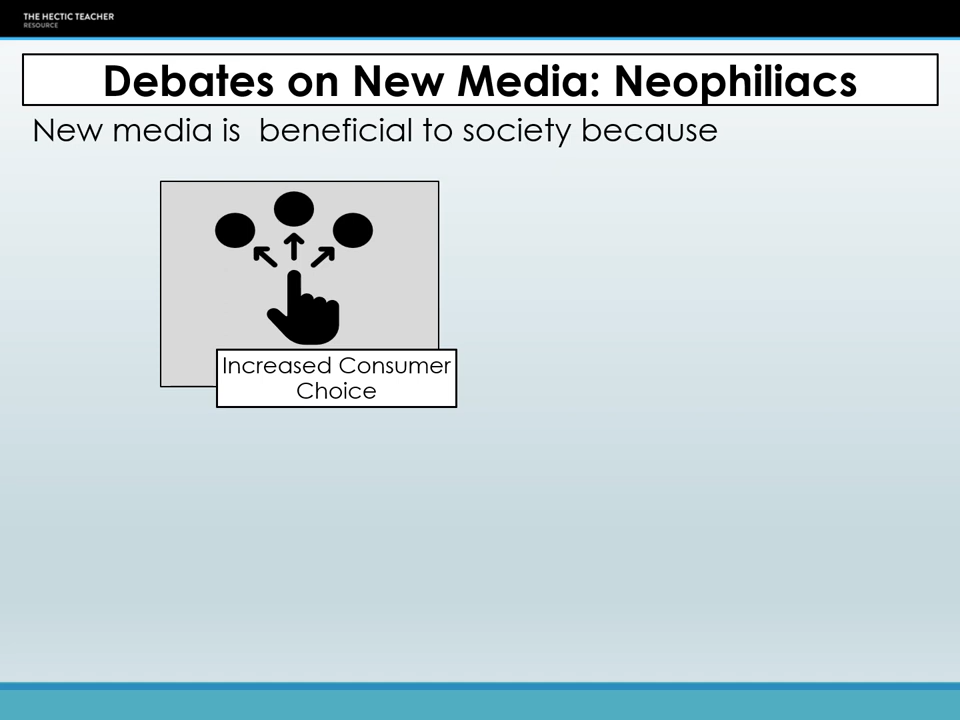 THE HECTIC TEACHER
RESOURCE
Debates on New Media: Neophiliacs
New media is  beneficial to society because
Increased Consumer
Choice